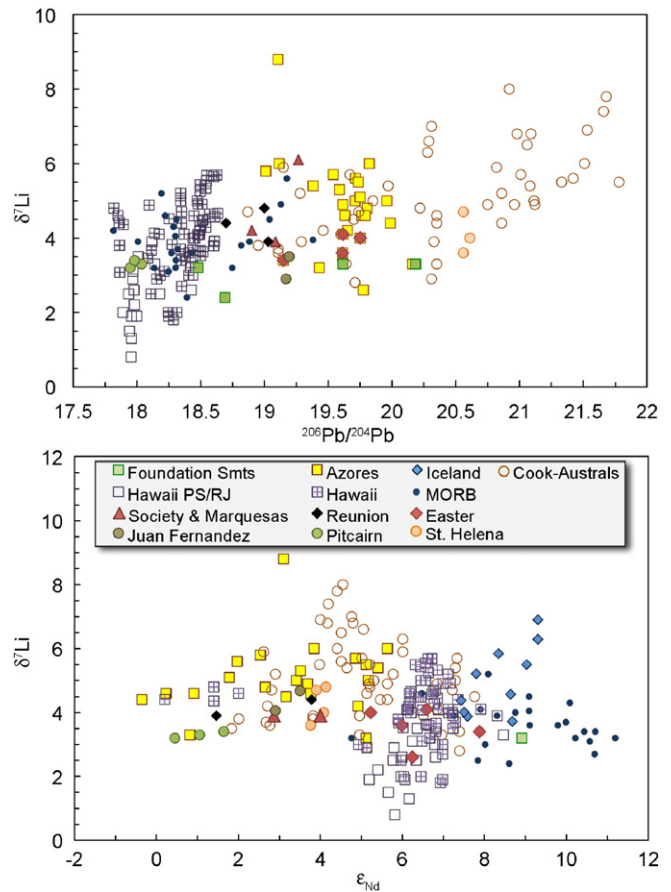 δ⁷Li
10
8
6
4
2
0
17.5 18 18.5 19 19.5 20 20.5 21 21.5 22
²⁰⁶Pb/²⁰⁴Pb
δ⁷Li
12
10
8
6
4
2
0
Foundation Smts Azores Iceland Cook-Australs
Hawaii PS/RJ Hawaii MORB
Society & Marquesas Reunion Easter
Juan Fernandez Pitcairn St. Helena
-2 0 2 4 6 8 10 12
εNd